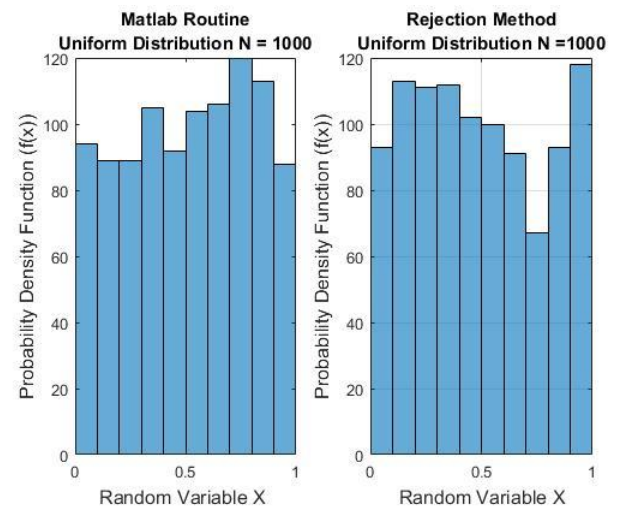 Matlab Routine
Uniform Distribution N = 1000
Probability Density Function (f(x))
120
100
80
60
40
20
0
0
0.5
1
Random Variable X
Rejection Method
Uniform Distribution N =1000
Probability Density Function (f(x))
120
100
80
60
40
20
0
0
0.5
1
Random Variable X